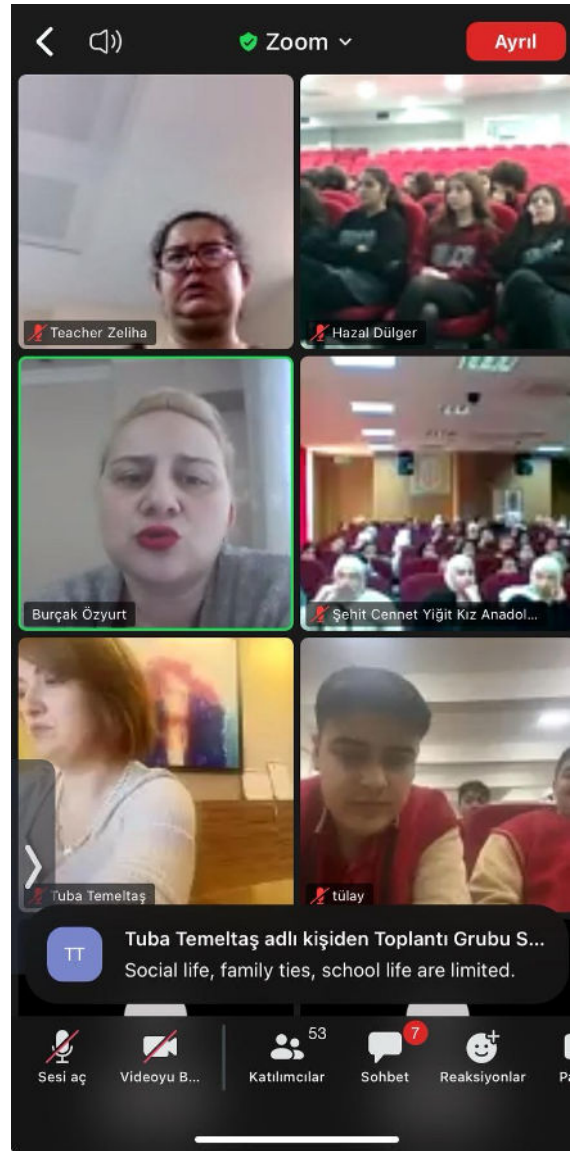 Zoom
Ayrıl
Teacher Zeliha
Hazal Dülger
Burçak Özyurt
Şehit Cennet Yiğit Kız Anadol...
Tuba Temeltaş
tülay
TT
Tuba Temeltaş adlı kişiden Toplantı Grubu S...
Social life, family ties, school life are limited.
53
7
Sesi aç
Videoyu B...
Katılımcılar
Sohbet
Reaksiyonlar